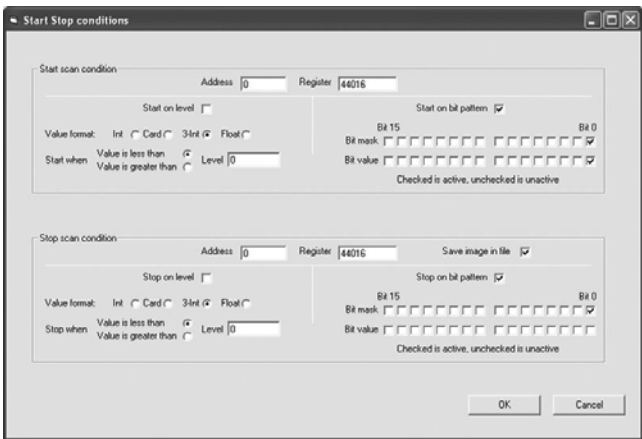 Start Stop conditions
Start scan condition
Address 0 Register 44016
Start on level Start on bit pattern
Value format: Int Card 3-Int Float
Bit 15 Bit 0
Bit mask
Start when Value is less than Level 0
Value is greater than
Bit value
Checked is active, unchecked is unactive
Stop scan condition
Address 0 Register 44016 Save image in file
Stop on level Stop on bit pattern
Value format: Int Card 3-Int Float
Bit 15 Bit 0
Bit mask
Stop when Value is less than Level 0
Value is greater than
Bit value
Checked is active, unchecked is unactive
OK Cancel